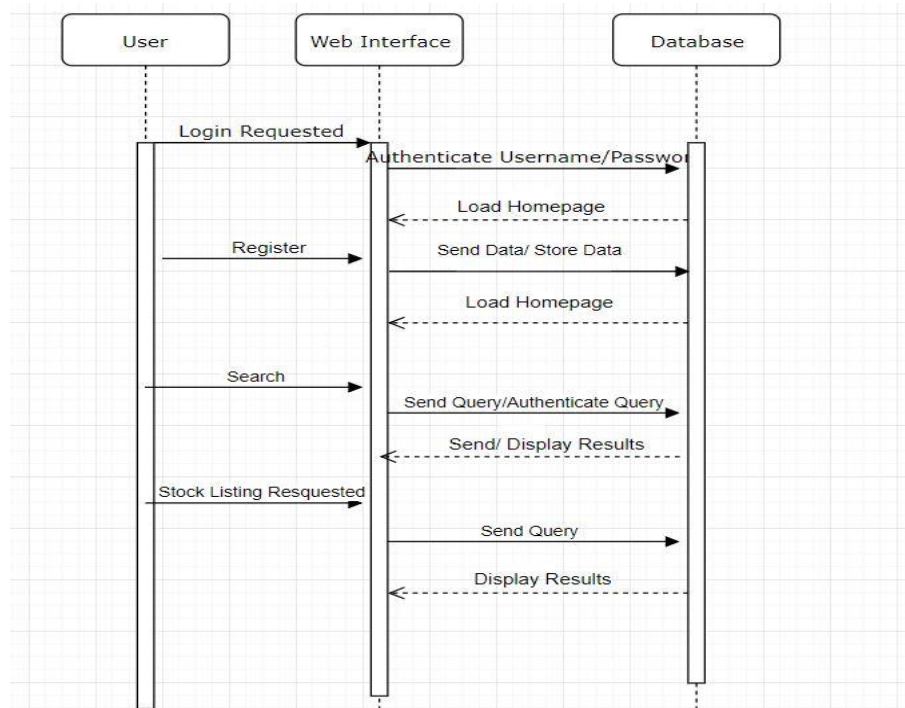 User
Web Interface
Database
Login Requested
Authenticate Username/Passwor
Load Homepage
Register
Send Data/ Store Data
Load Homepage
Search
Send Query/Authenticate Query
Send/ Display Results
Stock Listing Resquested
Send Query
Display Results